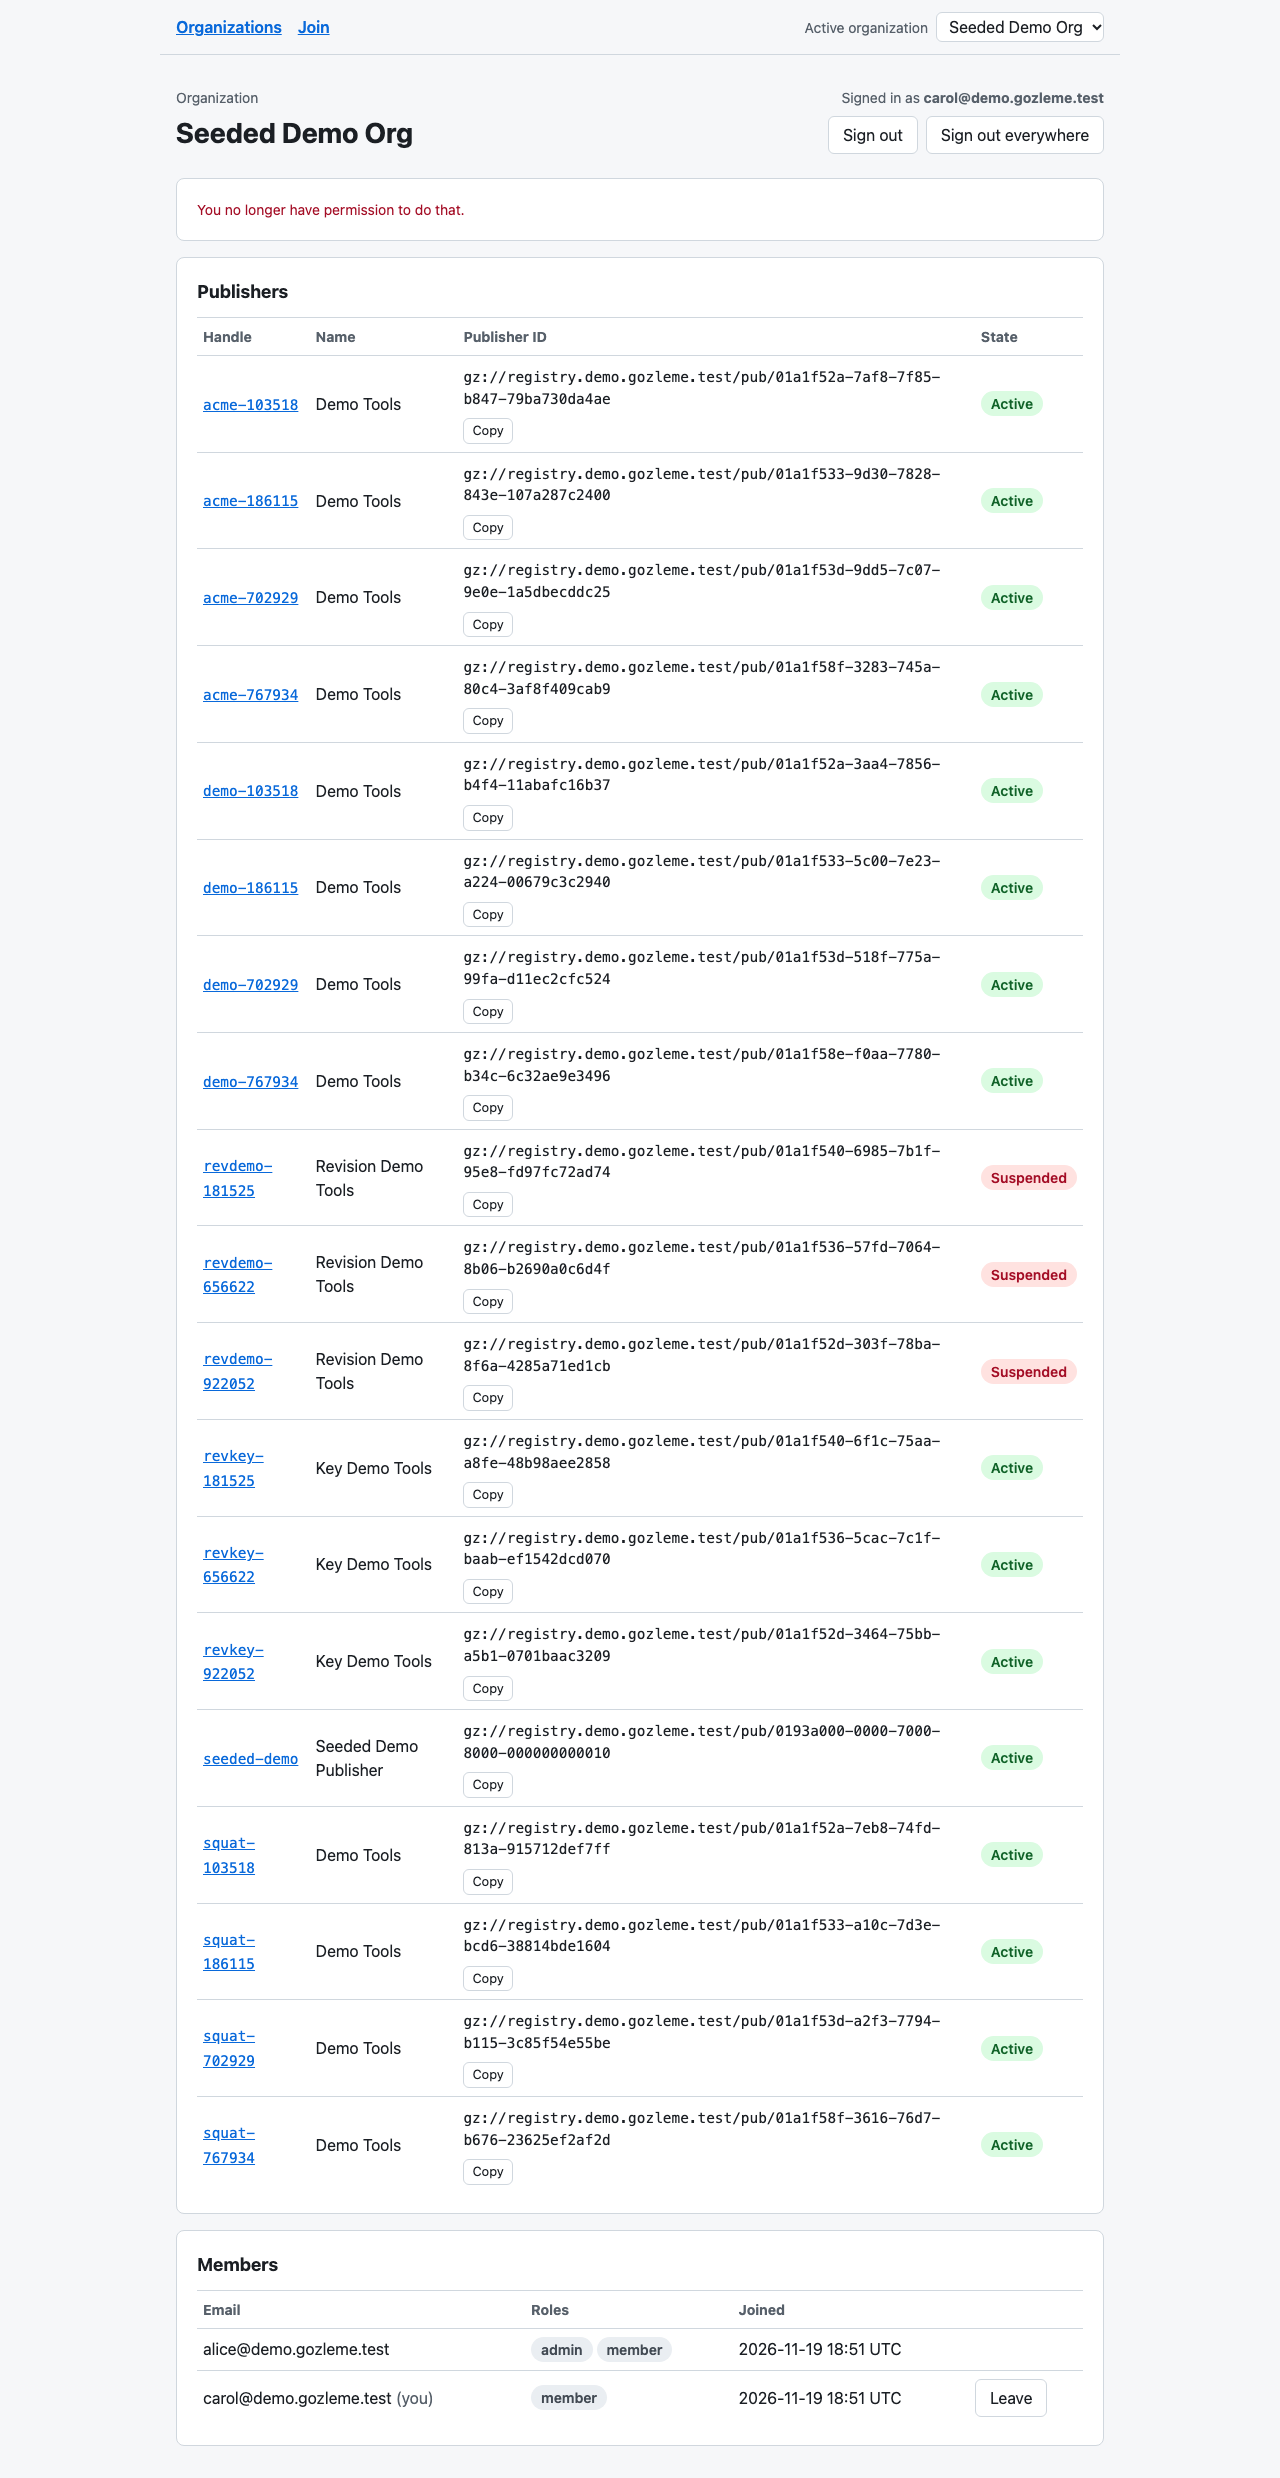 Organizations Join Active organization Seeded Demo Org
Organization Signed in as carol@demo.gozleme.test
Seeded Demo Org Sign out Sign out everywhere
You no longer have permission to do that.
Publishers
Handle Name Publisher ID State
gz://registry.demo.gozleme.test/pub/01a1f52a-7af8-7f85-
b847-79ba730da4ae
acme-103518 Demo Tools Active
Copy
gz://registry.demo.gozleme.test/pub/01a1f533-9d30-7828-
843e-107a287c2400
acme-186115 Demo Tools Active
Copy
gz://registry.demo.gozleme.test/pub/01a1f53d-9dd5-7c07-
9e0e-1a5dbecddc25
acme-702929 Demo Tools Active
Copy
gz://registry.demo.gozleme.test/pub/01a1f58f-3283-745a-
80c4-3af8f409cab9
acme-767934 Demo Tools Active
Copy
gz://registry.demo.gozleme.test/pub/01a1f52a-3aa4-7856-
b4f4-11abafc16b37
demo-103518 Demo Tools Active
Copy
gz://registry.demo.gozleme.test/pub/01a1f533-5c00-7e23-
a224-00679c3c2940
demo-186115 Demo Tools Active
Copy
gz://registry.demo.gozleme.test/pub/01a1f53d-518f-775a-
99fa-d11ec2cfc524
demo-702929 Demo Tools Active
Copy
gz://registry.demo.gozleme.test/pub/01a1f58e-f0aa-7780-
b34c-6c32ae9e3496
demo-767934 Demo Tools Active
Copy
gz://registry.demo.gozleme.test/pub/01a1f540-6985-7b1f-
revdemo- Revision Demo 95e8-fd97fc72ad74
181525 Tools Suspended
Copy
gz://registry.demo.gozleme.test/pub/01a1f536-57fd-7064-
revdemo- Revision Demo 8b06-b2690a0c6d4f
656622 Tools Suspended
Copy
gz://registry.demo.gozleme.test/pub/01a1f52d-303f-78ba-
revdemo- Revision Demo 8f6a-4285a71ed1cb
922052 Tools Suspended
Copy
gz://registry.demo.gozleme.test/pub/01a1f540-6f1c-75aa-
revkey- a8fe-48b98aee2858
181525 Key Demo Tools Active
Copy
gz://registry.demo.gozleme.test/pub/01a1f536-5cac-7c1f-
revkey- baab-ef1542dcd070
656622 Key Demo Tools Active
Copy
gz://registry.demo.gozleme.test/pub/01a1f52d-3464-75bb-
revkey- a5b1-0701baac3209
922052 Key Demo Tools Active
Copy
gz://registry.demo.gozleme.test/pub/0193a000-0000-7000-
Seeded Demo 8000-000000000010
seeded-demo Publisher Active
Copy
gz://registry.demo.gozleme.test/pub/01a1f52a-7eb8-74fd-
squat- 813a-915712def7ff
103518 Demo Tools Active
Copy
gz://registry.demo.gozleme.test/pub/01a1f533-a10c-7d3e-
squat- bcd6-38814bde1604
186115 Demo Tools Active
Copy
gz://registry.demo.gozleme.test/pub/01a1f53d-a2f3-7794-
squat- b115-3c85f54e55be
702929 Demo Tools Active
Copy
gz://registry.demo.gozleme.test/pub/01a1f58f-3616-76d7-
squat- b676-23625ef2af2d
767934 Demo Tools Active
Copy
Members
Email Roles Joined
alice@demo.gozleme.test admin member 2026-11-19 18:51 UTC
carol@demo.gozleme.test (you) member 2026-11-19 18:51 UTC Leave